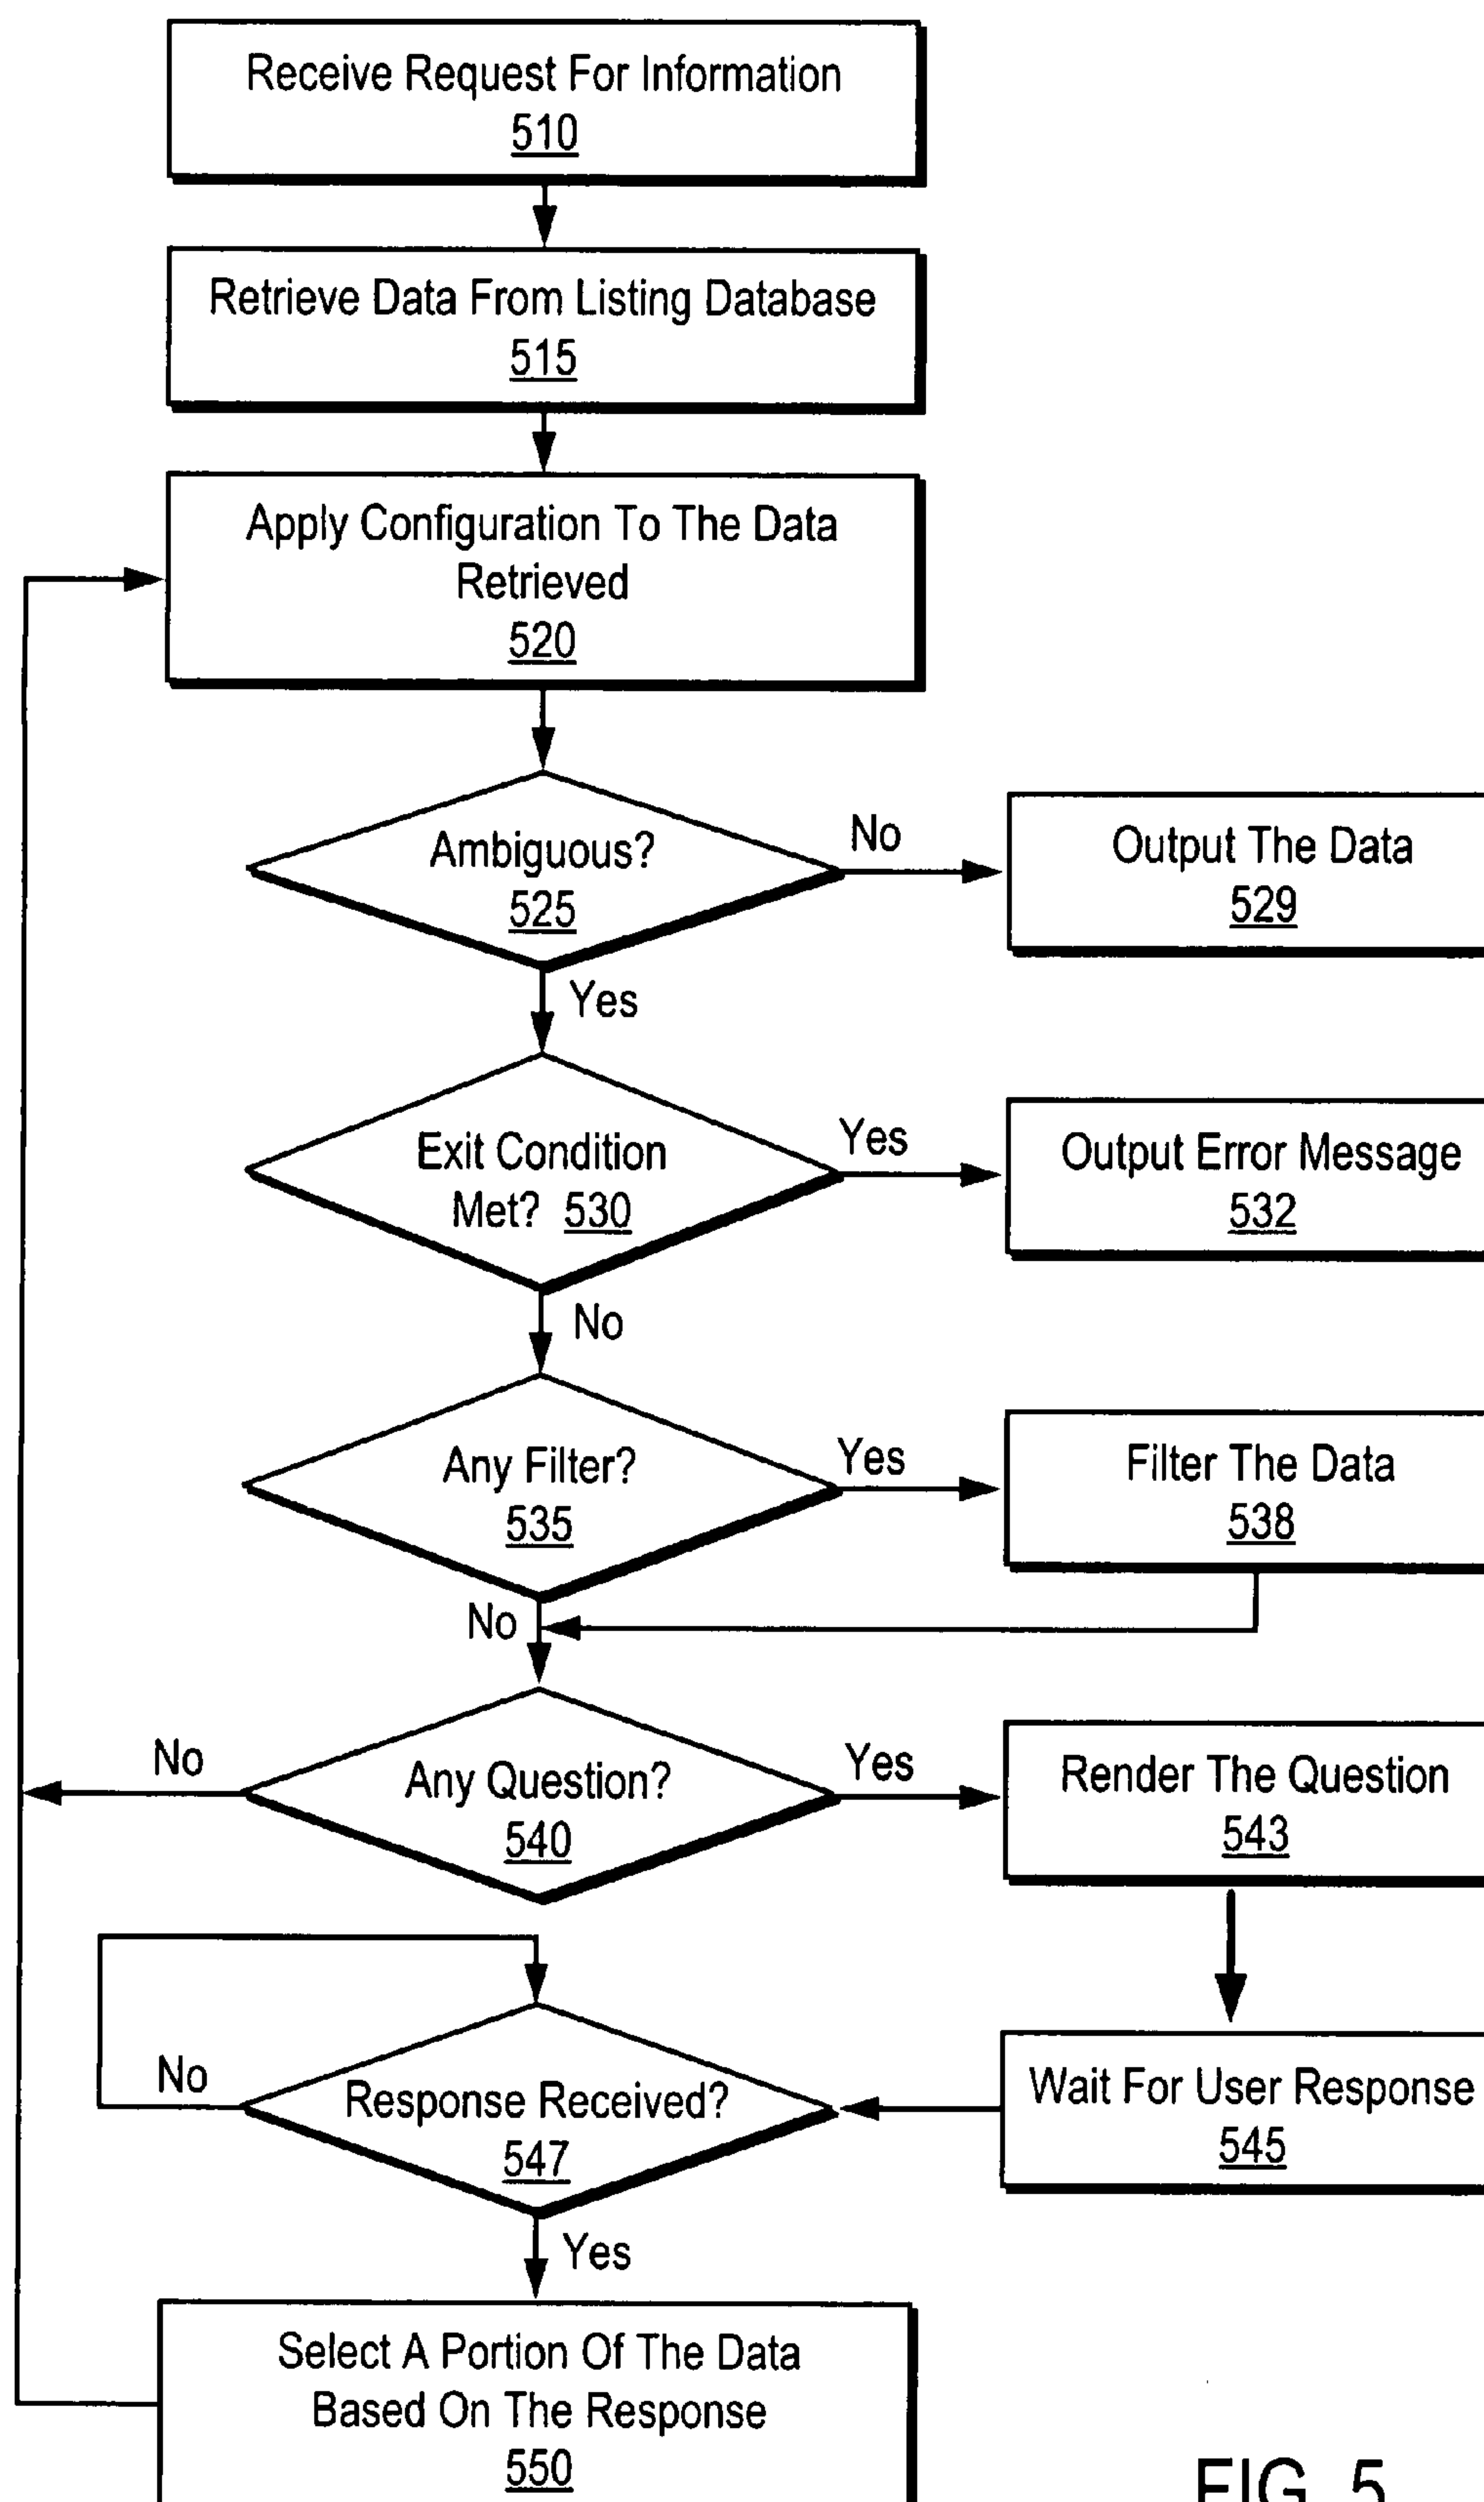 Receive Request For Information
510
Retrieve Data From Listing Database
515
Apply Configuration To The Data
Retrieved
520
Ambiguous?
525
No
Output The Data
529
Yes
Exit Condition
Met? 530
Yes
Output Error Message
532
No
Any Filter?
535
Yes
Filter The Data
538
No
No
Any Question?
540
Yes
Render The Question
543
No
Response Received?
547
Wait For User Response
545
Yes
Select A Portion Of The Data
Based On The Response
550
FIG. 5